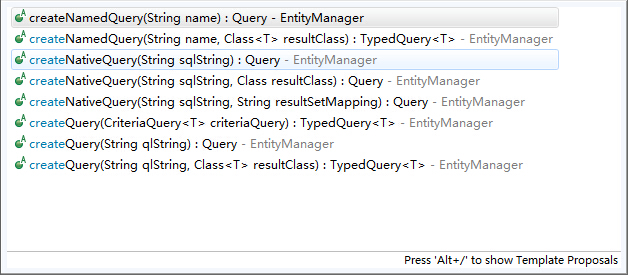 createNamedQuery(String name) : Query - EntityManager
createNamedQuery(String name, Class<T> resultClass) : TypedQuery<T> - EntityManager
createNativeQuery(String sqlString) : Query - EntityManager
createNativeQuery(String sqlString, Class resultClass) : Query - EntityManager
createNativeQuery(String sqlString, String resultSetMapping) : Query - EntityManager
createQuery(CriteriaQuery<T> criteriaQuery) : TypedQuery<T> - EntityManager
createQuery(String qlString) : Query - EntityManager
createQuery(String qlString, Class<T> resultClass) : TypedQuery<T> - EntityManager
Press 'Alt+/' to show Template Proposals